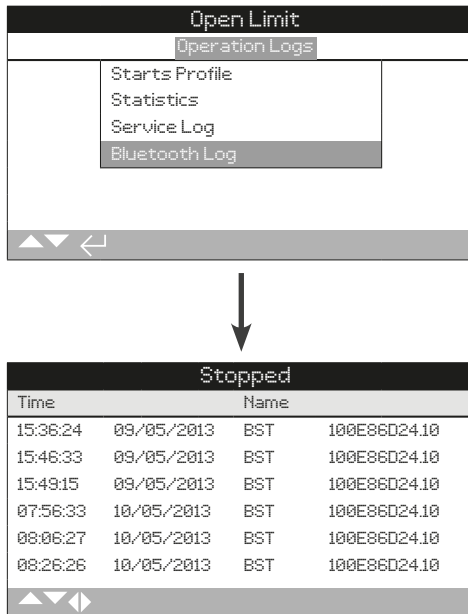 Open Limit
Operation Logs
Starts Profile
Statistics
Service Log
Bluetooth Log
Stopped
Time Name
15:36:24 09/05/2013 BST 100E86D24.10
15:46:33 09/05/2013 BST 100E86D24.10
15:49:15 09/05/2013 BST 100E86D24.10
07:56:33 10/05/2013 BST 100E86D24.10
08:06:27 10/05/2013 BST 100E86D24.10
08:26:26 10/05/2013 BST 100E86D24.10